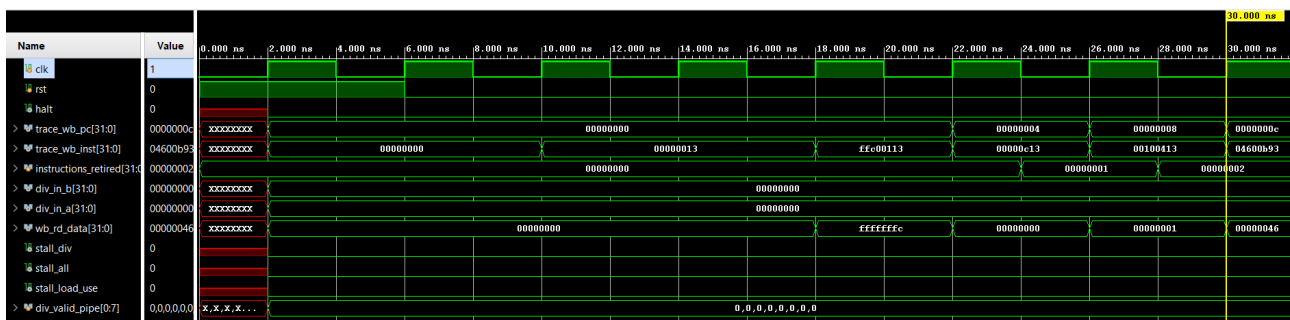 30.000 ns
Name Value 0.000 ns 2.000 ns 4.000 ns 6.000 ns 8.000 ns 10.000 ns 12.000 ns 14.000 ns 16.000 ns 18.000 ns 20.000 ns 22.000 ns 24.000 ns 26.000 ns 28.000 ns 30.000 ns
clk 1
rst 0
halt 0
trace_wb_pc[31:0] 0000000c XXXXXXXX 00000000 00000004 00000008 0000000c
trace_wb_inst[31:0] 04600b93 XXXXXXXX 00000000 00000013 ffc00113 00000c13 00100413 04600b93
instructions_retired[31:0 00000002 00000000 00000001 00000002
div_in_b[31:0] 00000000 XXXXXXXX 00000000
div_in_a[31:0] 00000000 XXXXXXXX 00000000
wb_rd_data[31:0] 00000046 XXXXXXXX 00000000 fffffffc 00000000 00000001 00000046
stall_div 0
stall_all 0
stall_load_use 0
div_valid_pipe[0:7] 0,0,0,0,0,0 X,X,X,X... 0,0,0,0,0,0,0,0